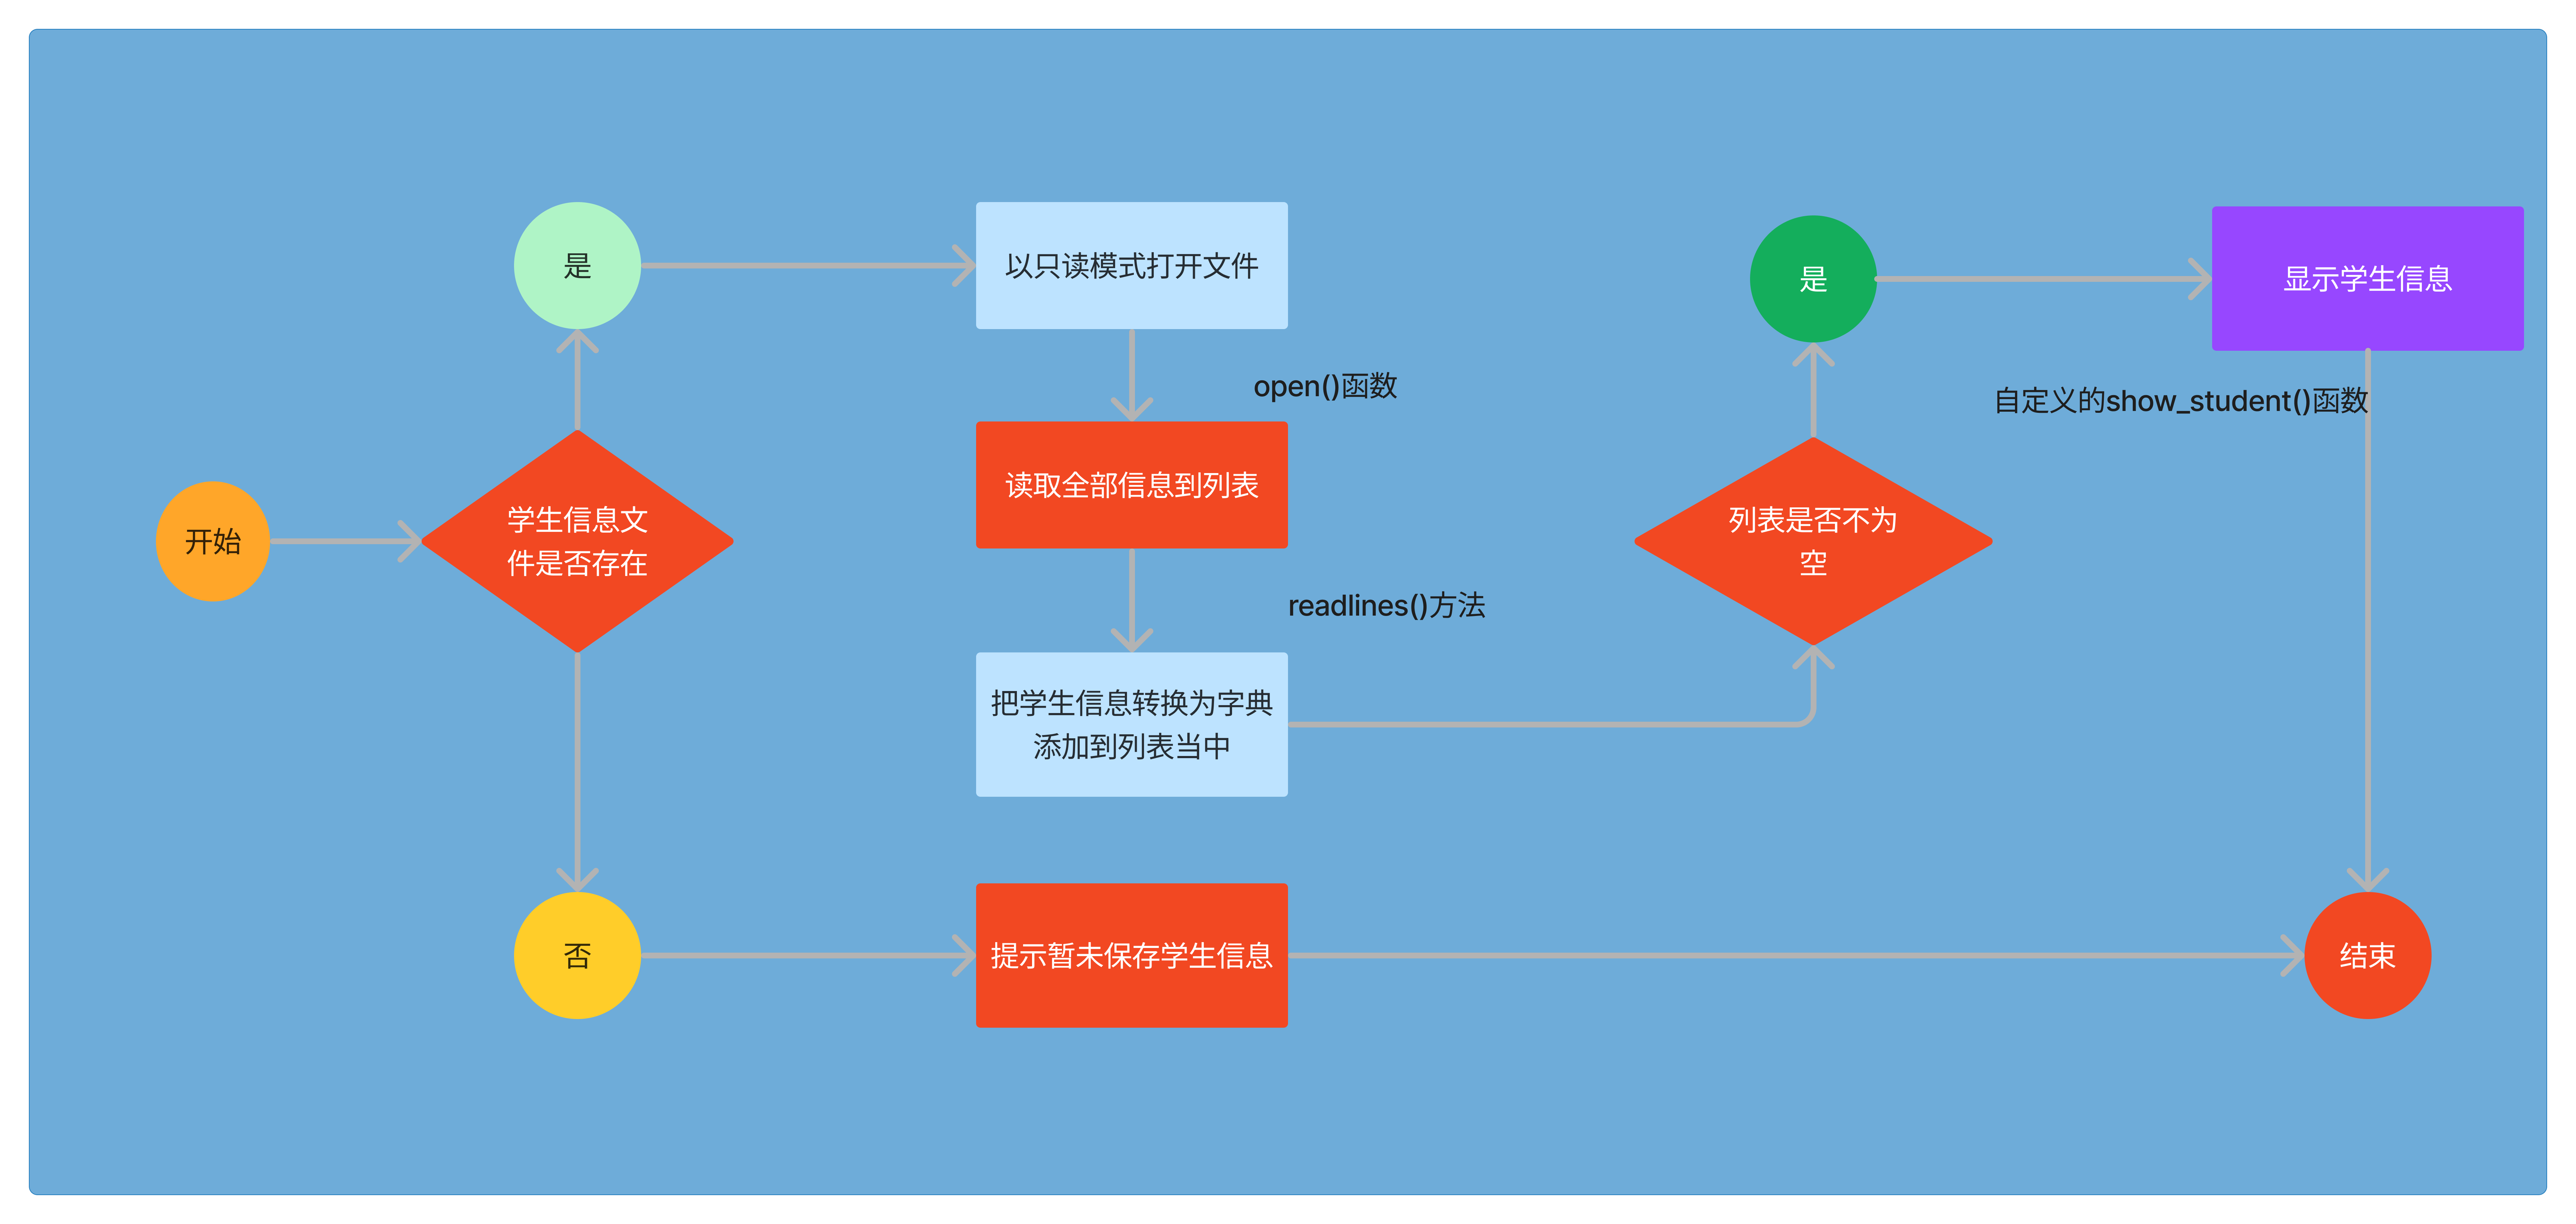 开始
学生信息文
件是否存在
是
以只读模式打开文件
open()函数
读取全部信息到列表
readlines()方法
把学生信息转换为字典
添加到列表当中
列表是否不为
空
是
显示学生信息
自定义的show_student()函数
否
提示暂未保存学生信息
结束